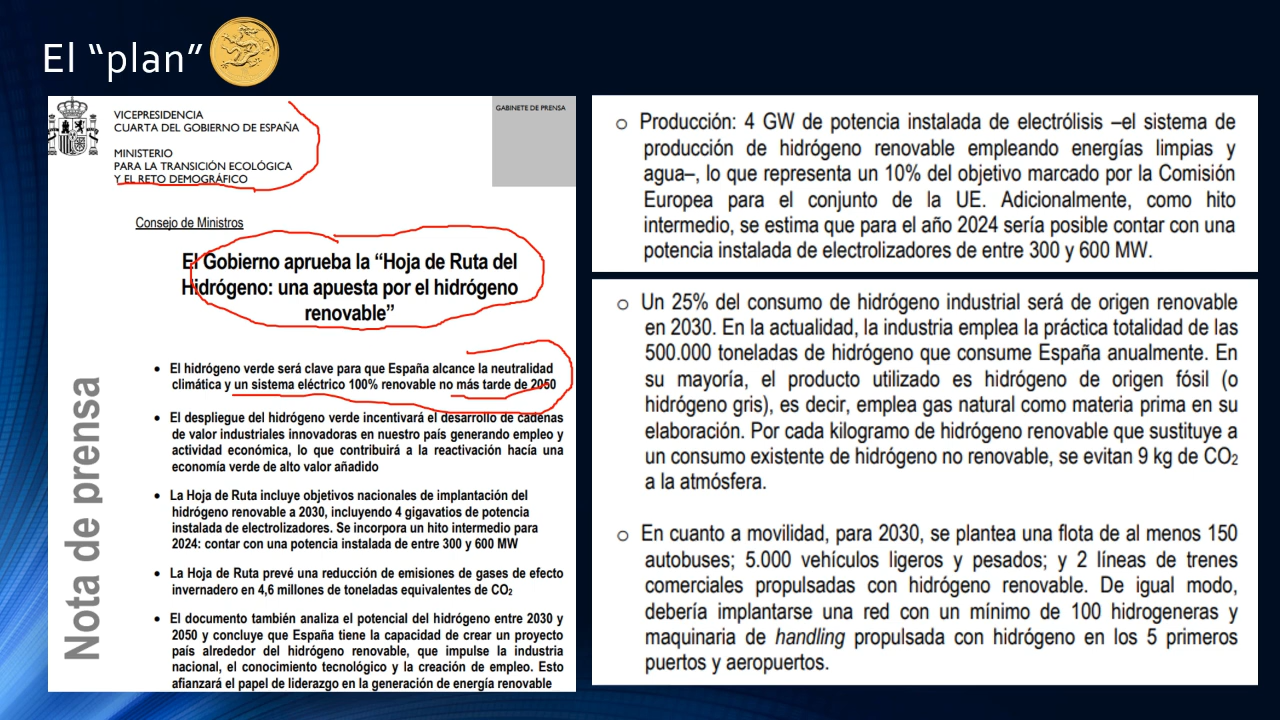 El “plan”
VICEPRESIDENCIA
CUARTA DEL GOBIERNO DE ESPAÑA
MINISTERIO
PARA LA TRANSICIÓN ECOLÓGICA
Y EL RETO DEMOGRÁFICO
GABINETE DE PRENSA
Nota de prensa
Consejo de Ministros
El Gobierno aprueba la “Hoja de Ruta del
Hidrógeno: una apuesta por el hidrógeno
renovable”
• El hidrógeno verde será clave para que España alcance la neutralidad
climática y un sistema eléctrico 100% renovable no más tarde de 2050
• El despliegue del hidrógeno verde incentivará el desarrollo de cadenas
de valor industriales innovadoras en nuestro país generando empleo y
actividad económica, lo que contribuirá a la reactivación hacía una
economía verde de alto valor añadido
• La Hoja de Ruta incluye objetivos nacionales de implantación del
hidrógeno renovable a 2030, incluyendo 4 gigavatios de potencia
instalada de electrolizadores. Se incorpora un hito intermedio para
2024: contar con una potencia instalada de entre 300 y 600 MW
• La Hoja de Ruta prevé una reducción de emisiones de gases de efecto
invernadero en 4,6 millones de toneladas equivalentes de CO2
• El documento también analiza el potencial del hidrógeno entre 2030 y
2050 y concluye que España tiene la capacidad de crear un proyecto
país alrededor del hidrógeno renovable, que impulse la industria
nacional, el conocimiento tecnológico y la creación de empleo. Esto
afianzará el papel de liderazgo en la generación de energía renovable
o Producción: 4 GW de potencia instalada de electrólisis –el sistema de
producción de hidrógeno renovable empleando energías limpias y
agua–, lo que representa un 10% del objetivo marcado por la Comisión
Europea para el conjunto de la UE. Adicionalmente, como hito
intermedio, se estima que para el año 2024 sería posible contar con una
potencia instalada de electrolizadores de entre 300 y 600 MW.
o Un 25% del consumo de hidrógeno industrial será de origen renovable
en 2030. En la actualidad, la industria emplea la práctica totalidad de las
500.000 toneladas de hidrógeno que consume España anualmente. En
su mayoría, el producto utilizado es hidrógeno de origen fósil (o
hidrógeno gris), es decir, emplea gas natural como materia prima en su
elaboración. Por cada kilogramo de hidrógeno renovable que sustituye a
un consumo existente de hidrógeno no renovable, se evitan 9 kg de CO2
a la atmósfera.
o En cuanto a movilidad, para 2030, se plantea una flota de al menos 150
autobuses; 5.000 vehículos ligeros y pesados; y 2 líneas de trenes
comerciales propulsadas con hidrógeno renovable. De igual modo,
debería implantarse una red con un mínimo de 100 hidrogeneras y
maquinaria de handling propulsada con hidrógeno en los 5 primeros
puertos y aeropuertos.